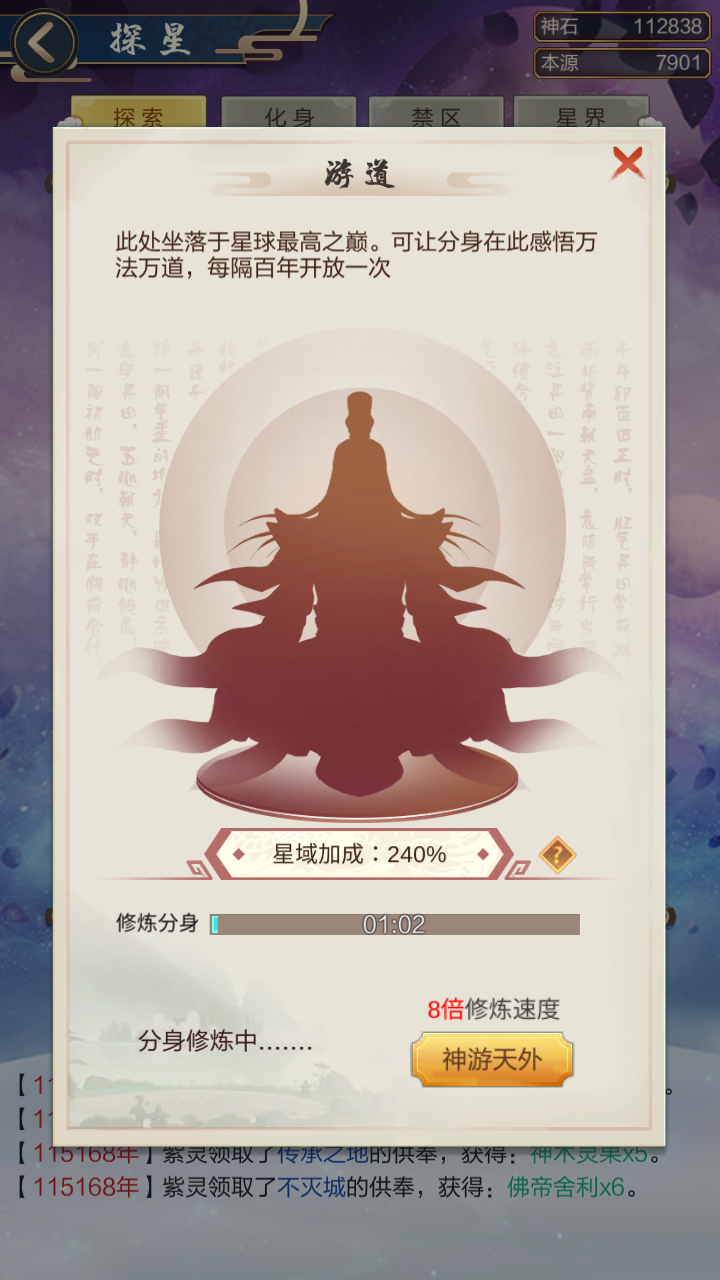 探星
神石 112838
本源 7901
探索 化身 禁区 星界
游道
此处坐落于星球最高之巅。可让分身在此感悟万
法万道，每隔百年开放一次
星域加成：240%
?
修炼分身 01:02
8倍修炼速度
分身修炼中.......
神游天外
【11
【11
【115168年】紫灵领取了传承之地的供奉，获得：神木灵果x5。
【115168年】紫灵领取了不灭城的供奉，获得：佛帝舍利x6。